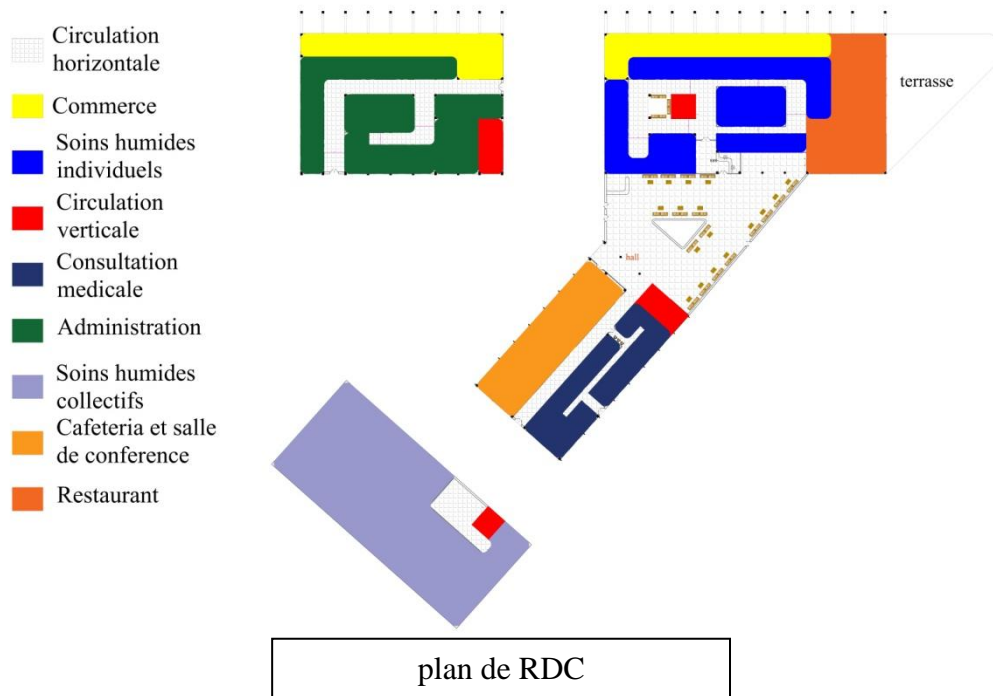 Circulation
horizontale
Commerce
Soins humides
individuels
Circulation
verticale
Consultation
medicale
Administration
Soins humides
collectifs
Cafeteria et salle
de conference
Restaurant
terrasse
hall
plan de RDC